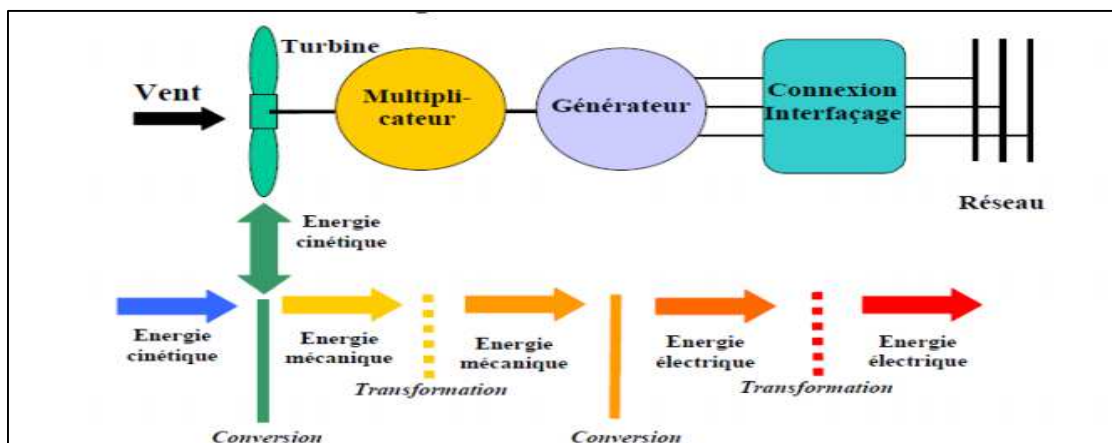 Turbine
Vent
Multipli-
cateur
Générateur
Connexion
Interfaçage
Réseau
Energie
cinétique
Energie
cinétique
Energie
mécanique
Transformation
Energie
mécanique
Energie
électrique
Transformation
Energie
électrique
Conversion
Conversion